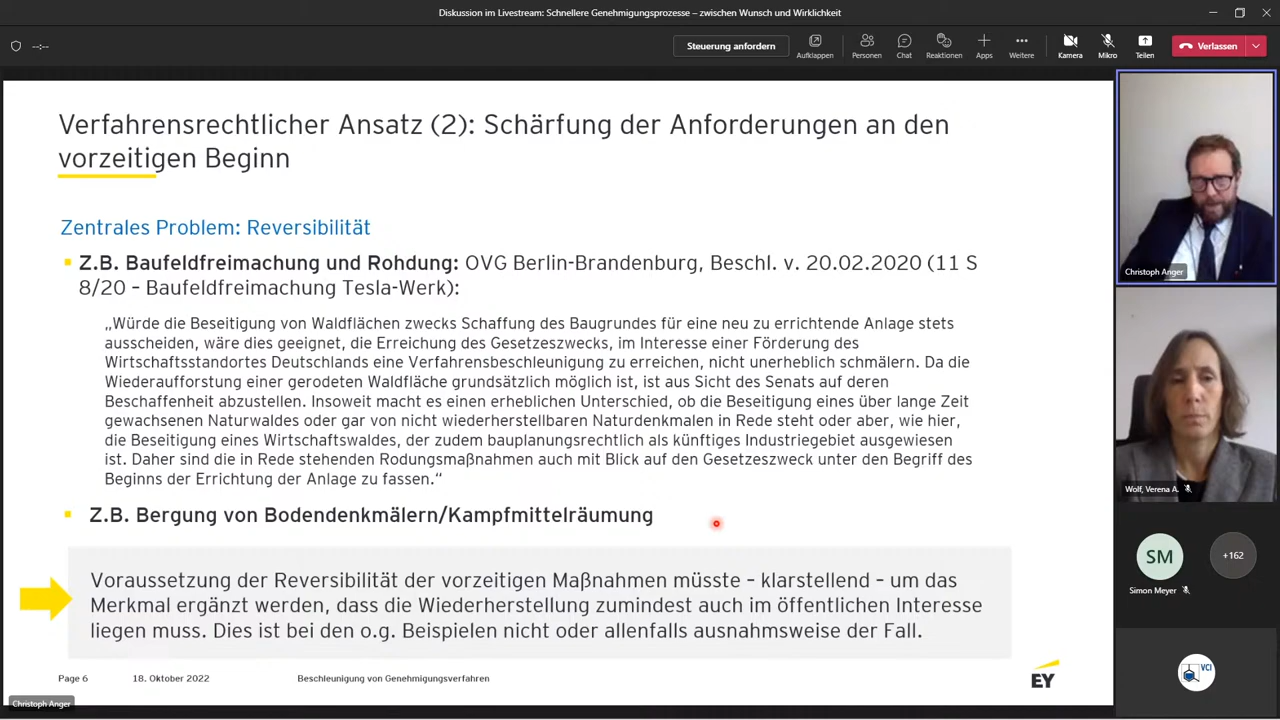 Diskussion im Livestream: Schnellere Genehmigungsprozesse – zwischen Wunsch und Wirklichkeit
--:--
Steuerung anfordern
Aufklappen
Personen
Chat
Reaktionen
Apps
Weitere
Kamera
Mikro
Teilen
Verlassen
Verfahrensrechtlicher Ansatz (2): Schärfung der Anforderungen an den
vorzeitigen Beginn
Zentrales Problem: Reversibilität
Z.B. Baufeldfreimachung und Rohdung: OVG Berlin-Brandenburg, Beschl. v. 20.02.2020 (11 S
8/20 – Baufeldfreimachung Tesla-Werk):
„Würde die Beseitigung von Waldflächen zwecks Schaffung des Baugrundes für eine neu zu errichtende Anlage stets
ausscheiden, wäre dies geeignet, die Erreichung des Gesetzeszwecks, im Interesse einer Förderung des
Wirtschaftsstandortes Deutschlands eine Verfahrensbeschleunigung zu erreichen, nicht unerheblich schmälern. Da die
Wiederaufforstung einer gerodeten Waldfläche grundsätzlich möglich ist, ist aus Sicht des Senats auf deren
Beschaffenheit abzustellen. Insoweit macht es einen erheblichen Unterschied, ob die Beseitigung eines über lange Zeit
gewachsenen Naturwaldes oder gar von nicht wiederherstellbaren Naturdenkmalen in Rede steht oder aber, wie hier,
die Beseitigung eines Wirtschaftswaldes, der zudem bauplanungsrechtlich als künftiges Industriegebiet ausgewiesen
ist. Daher sind die in Rede stehenden Rodungsmaßnahmen auch mit Blick auf den Gesetzeszweck unter den Begriff des
Beginns der Errichtung der Anlage zu fassen.“
Z.B. Bergung von Bodendenkmälern/Kampfmittelräumung
Voraussetzung der Reversibilität der vorzeitigen Maßnahmen müsste – klarstellend – um das
Merkmal ergänzt werden, dass die Wiederherstellung zumindest auch im öffentlichen Interesse
liegen muss. Dies ist bei den o.g. Beispielen nicht oder allenfalls ausnahmsweise der Fall.
Page 6
18. Oktober 2022
Beschleunigung von Genehmigungsverfahren
EY
Christoph Anger
Christoph Anger
Wolf, Verena A.
SM
+162
Simon Meyer
VCI